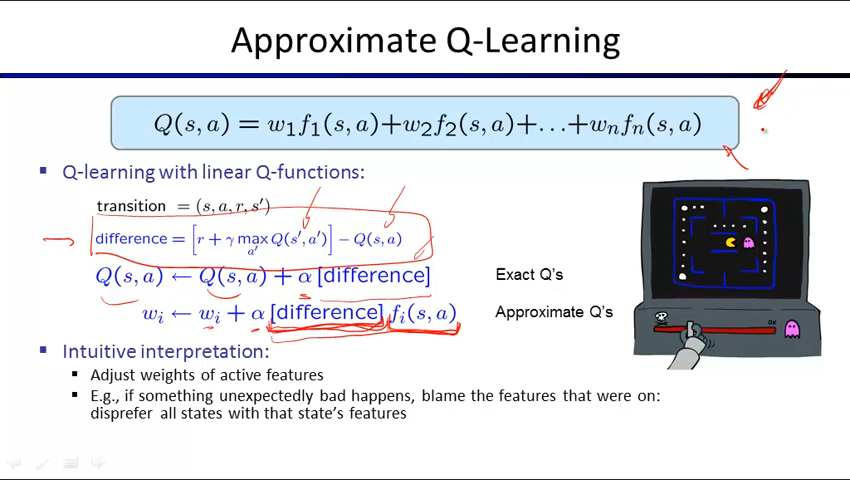 Approximate Q-Learning
Q(s, a) = w₁f₁(s, a)+w₂f₂(s, a)+...+wₙfₙ(s, a)
▪ Q-learning with linear Q-functions:
transition = (s, a, r, s′)
difference = [r + γ max_{a′} Q(s′, a′)] − Q(s, a)
Q(s, a) ← Q(s, a) + α [difference] Exact Q's
wᵢ ← wᵢ + α [difference] fᵢ(s, a) Approximate Q's
▪ Intuitive interpretation:
▪ Adjust weights of active features
▪ E.g., if something unexpectedly bad happens, blame the features that were on:
disprefer all states with that state's features